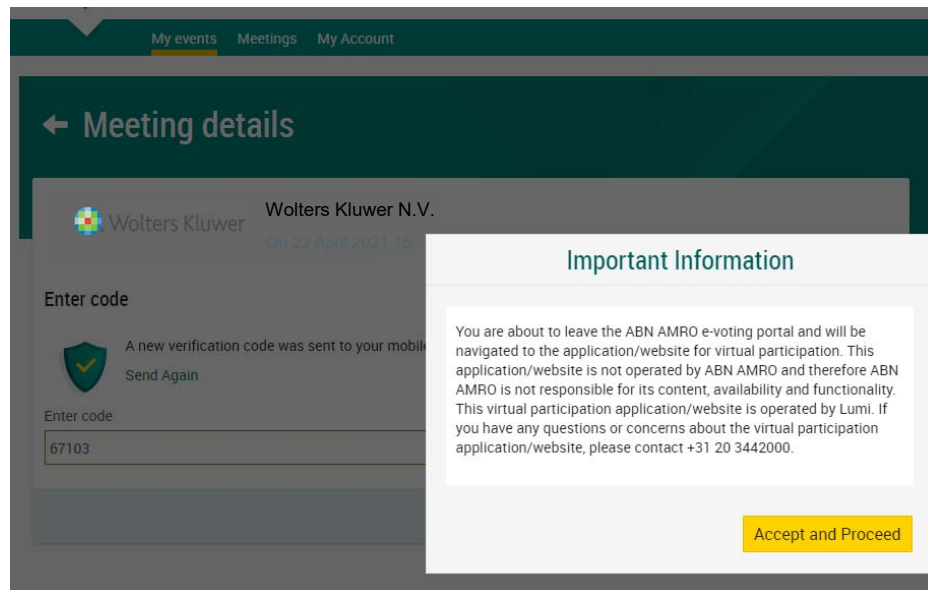 My events Meetings My Account
Meeting details
Wolters Kluwer
Wolters Kluwer N.V.
On 22 April 2021 15:
Enter code
A new verification code was sent to your mobile
Send Again
Enter code
67103
Important Information
You are about to leave the ABN AMRO e-voting portal and will be
navigated to the application/website for virtual participation. This
application/website is not operated by ABN AMRO and therefore ABN
AMRO is not responsible for its content, availability and functionality.
This virtual participation application/website is operated by Lumi. If
you have any questions or concerns about the virtual participation
application/website, please contact +31 20 3442000.
Accept and Proceed